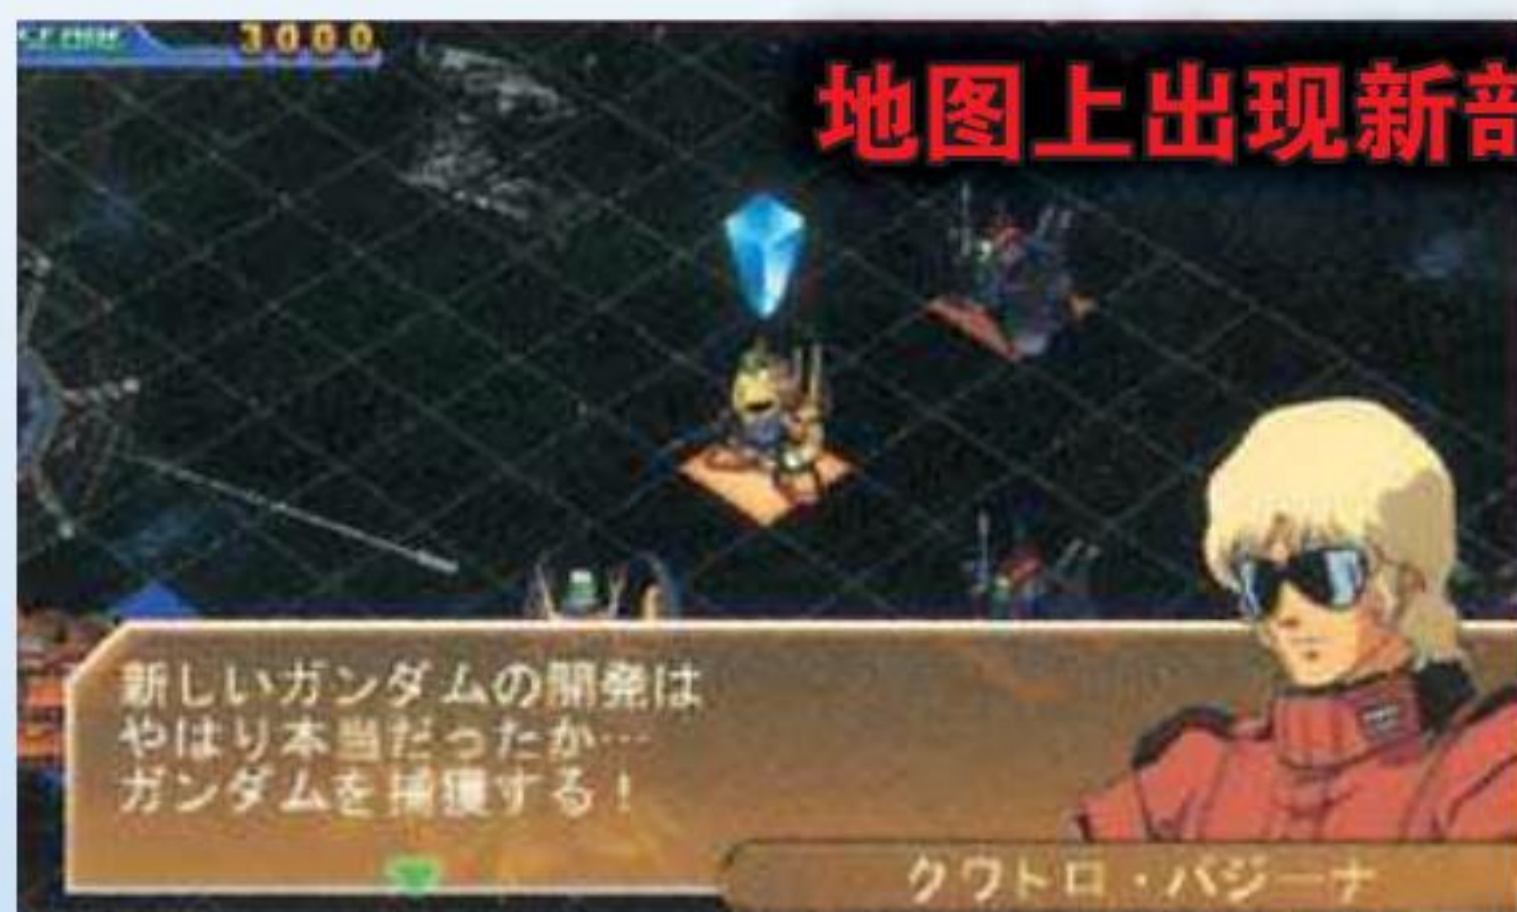 3000
地图上出现新部
新しいガンダムの開発は
やはり本当だったか…
ガンダムを捕獲する！
クワトロ・バジーナ